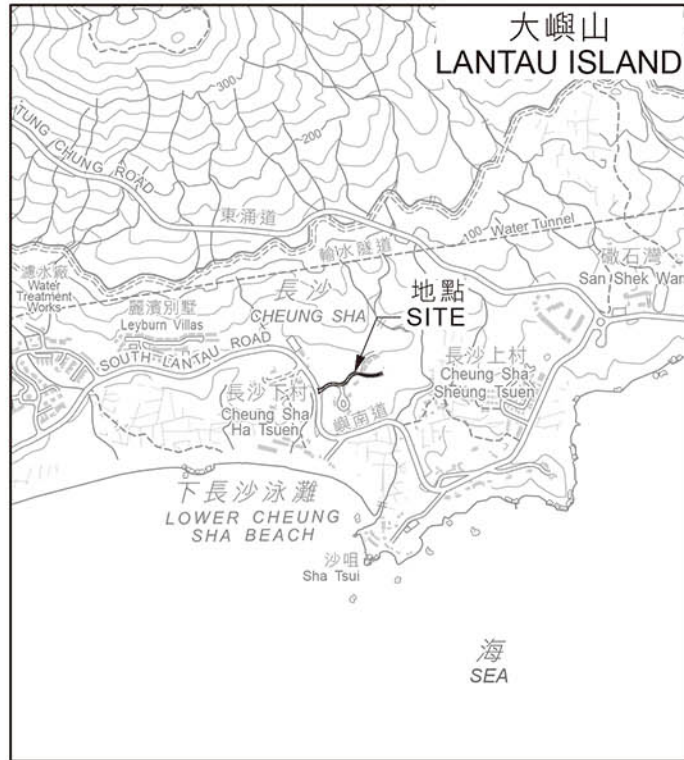 大嶼山
LANTAU ISLAND
300
200
TUNG CHUNG ROAD
東涌道
100
Water Tunnel
輸水隧道
礮石灣
San Shek Wan
濾水廠
Water
Treatment
Works
麗濱別墅
Leyburn Villas
長沙
CHEUNG SHA
地點
SITE
SOUTH LANTAU ROAD
長沙上村
Cheung Sha
Sheung Tsuen
長沙下村
Cheung Sha
Ha Tsuen
嶼南道
下長沙泳灘
LOWER CHEUNG
SHA BEACH
沙咀
Sha Tsui
海
SEA